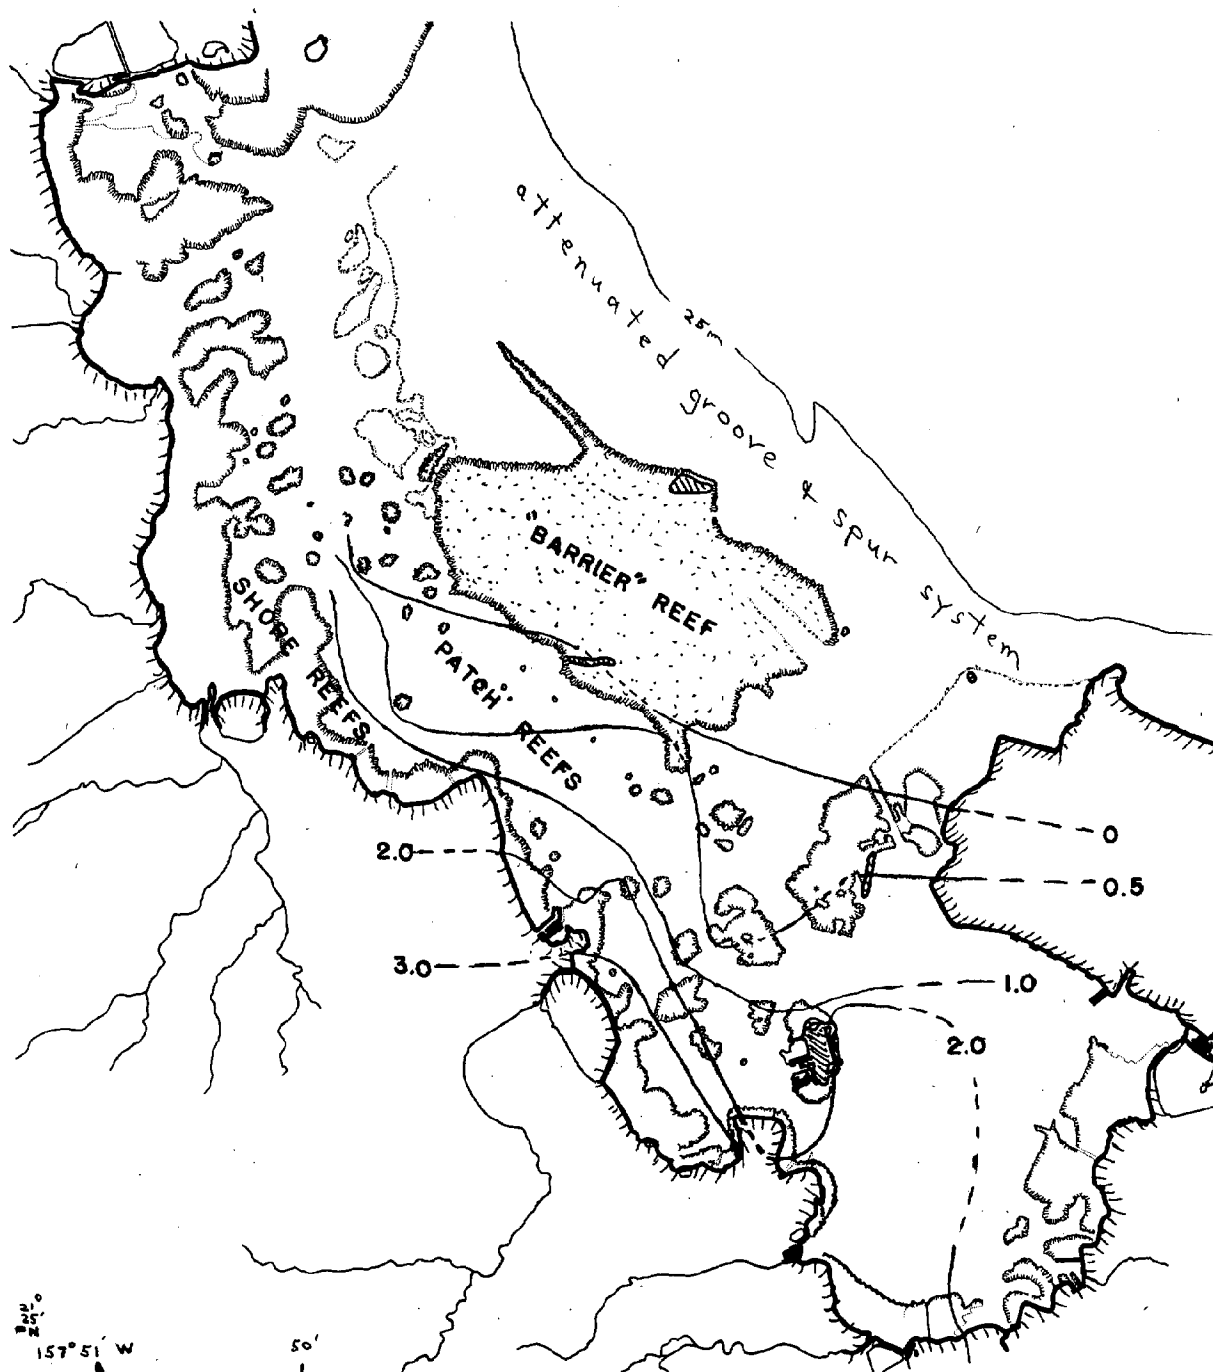 attenuated groove & spur system
25m
"BARRIER" REEF
SHORE REEFS
PATCH REEFS
2.0
0
0.5
3.0
1.0
2.0
21°
25'
N
157°51' W
50'